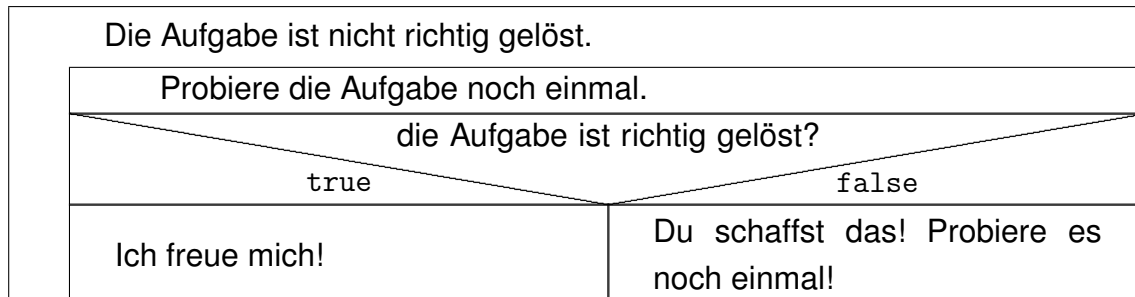 Die Aufgabe ist nicht richtig gelöst.
Probiere die Aufgabe noch einmal.
die Aufgabe ist richtig gelöst?
true
false
Ich freue mich!
Du schaffst das! Probiere es
noch einmal!